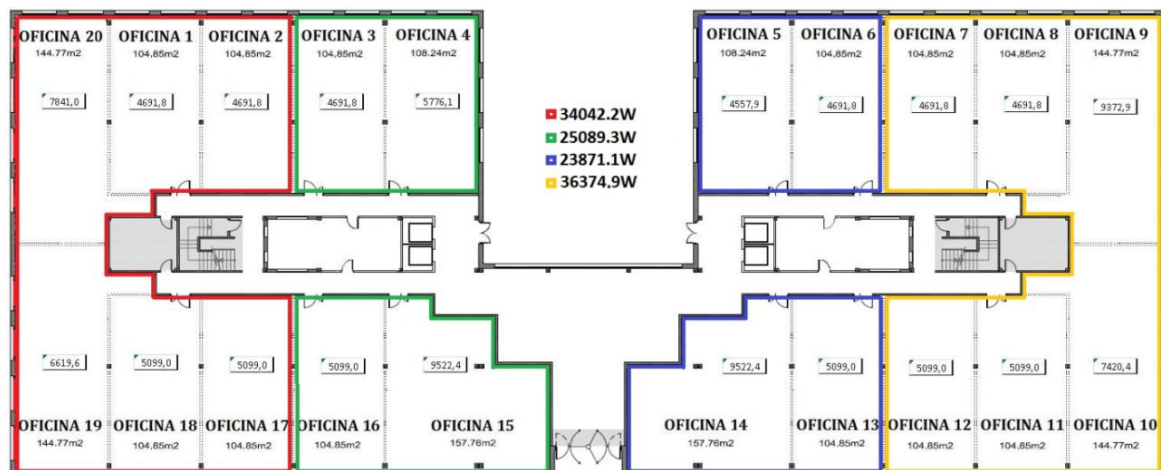 OFICINA 20 OFICINA 1 OFICINA 2 OFICINA 3 OFICINA 4 OFICINA 5 OFICINA 6 OFICINA 7 OFICINA 8 OFICINA 9
144.77m2 104,85m2 104,85m2 104,85m2 108.24m2 108.24m2 104,85m2 104,85m2 104,85m2 144.77m2
7841,0 4691,8 4691,8 4691,8 5776,1 4557,9 4691,8 4691,8 4691,8 9372,9
34042.2W
25089.3W
23871.1W
36374.9W
6619,6 5099,0 5099,0 5099,0 9522,4 9522,4 5099,0 5099,0 5099,0 7420,4
OFICINA 19 OFICINA 18 OFICINA 17 OFICINA 16 OFICINA 15 OFICINA 14 OFICINA 13 OFICINA 12 OFICINA 11 OFICINA 10
144.77m2 104,85m2 104,85m2 104,85m2 157.76m2 157.76m2 104,85m2 104,85m2 104,85m2 144.77m2